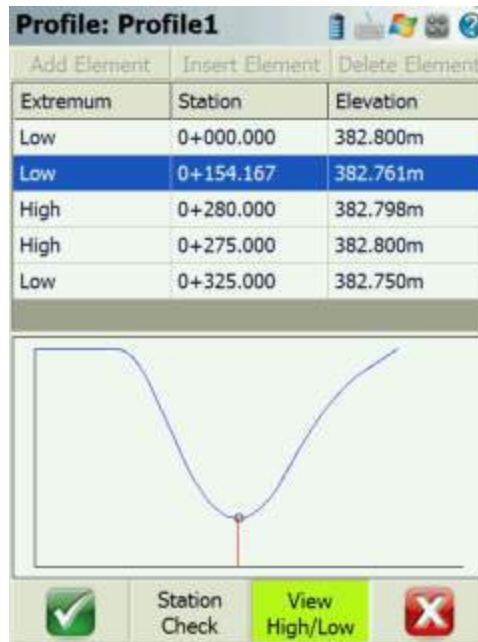 Profile: Profile1
Add Element Insert Element Delete Element
Extremum Station Elevation
Low 0+000.000 382.800m
Low 0+154.167 382.761m
High 0+280.000 382.798m
High 0+275.000 382.800m
Low 0+325.000 382.750m
Station Check
View High/Low